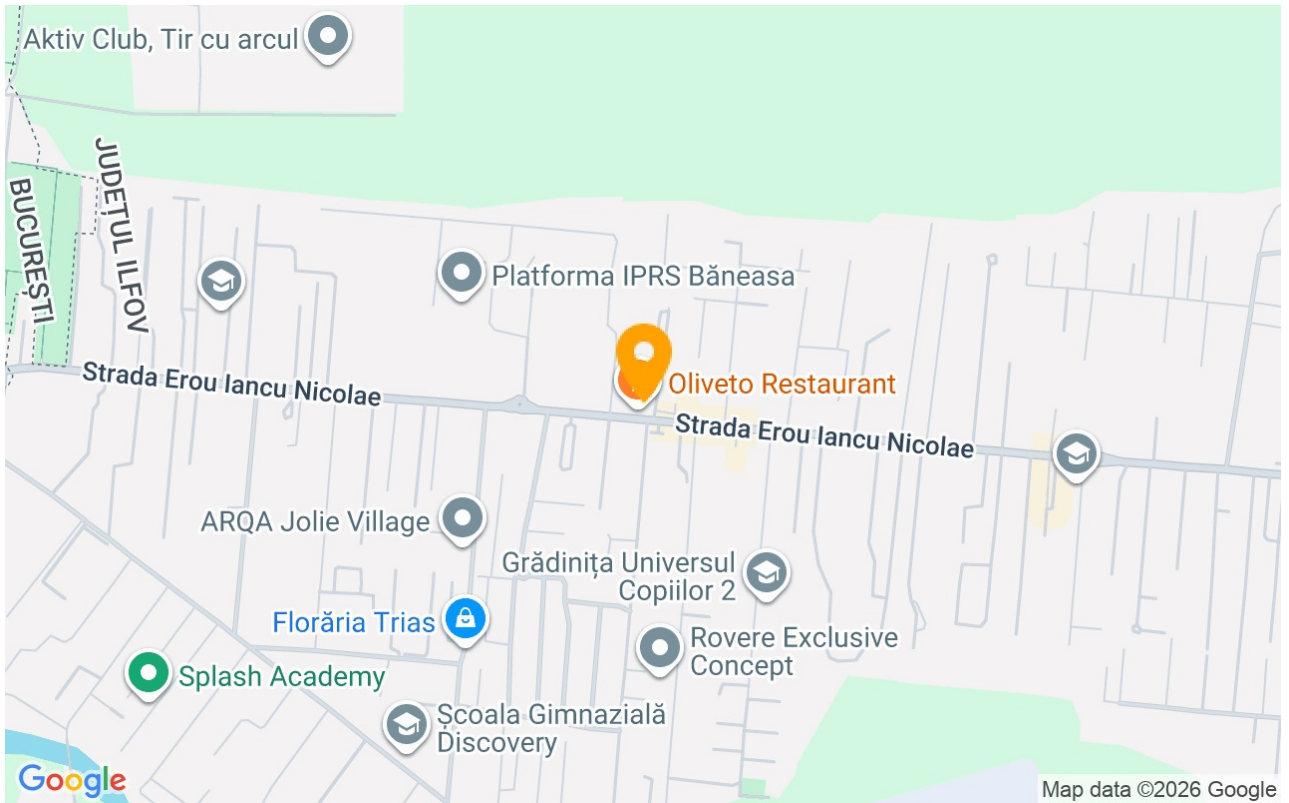 Aktiv Club, Tir cu arcul
JUDEȚUL ILFOV
BUCUREȘTI
Platforma IPRS Băneasa
Strada Erou Iancu Nicolae
Oliveto Restaurant
Strada Erou Iancu Nicolae
ARQA Jolie Village
Grădinița Universul
Copiilor 2
Florăria Trias
Rovere Exclusive
Concept
Splash Academy
Școala Gimnazială
Discovery
Google
Map data ©2026 Google